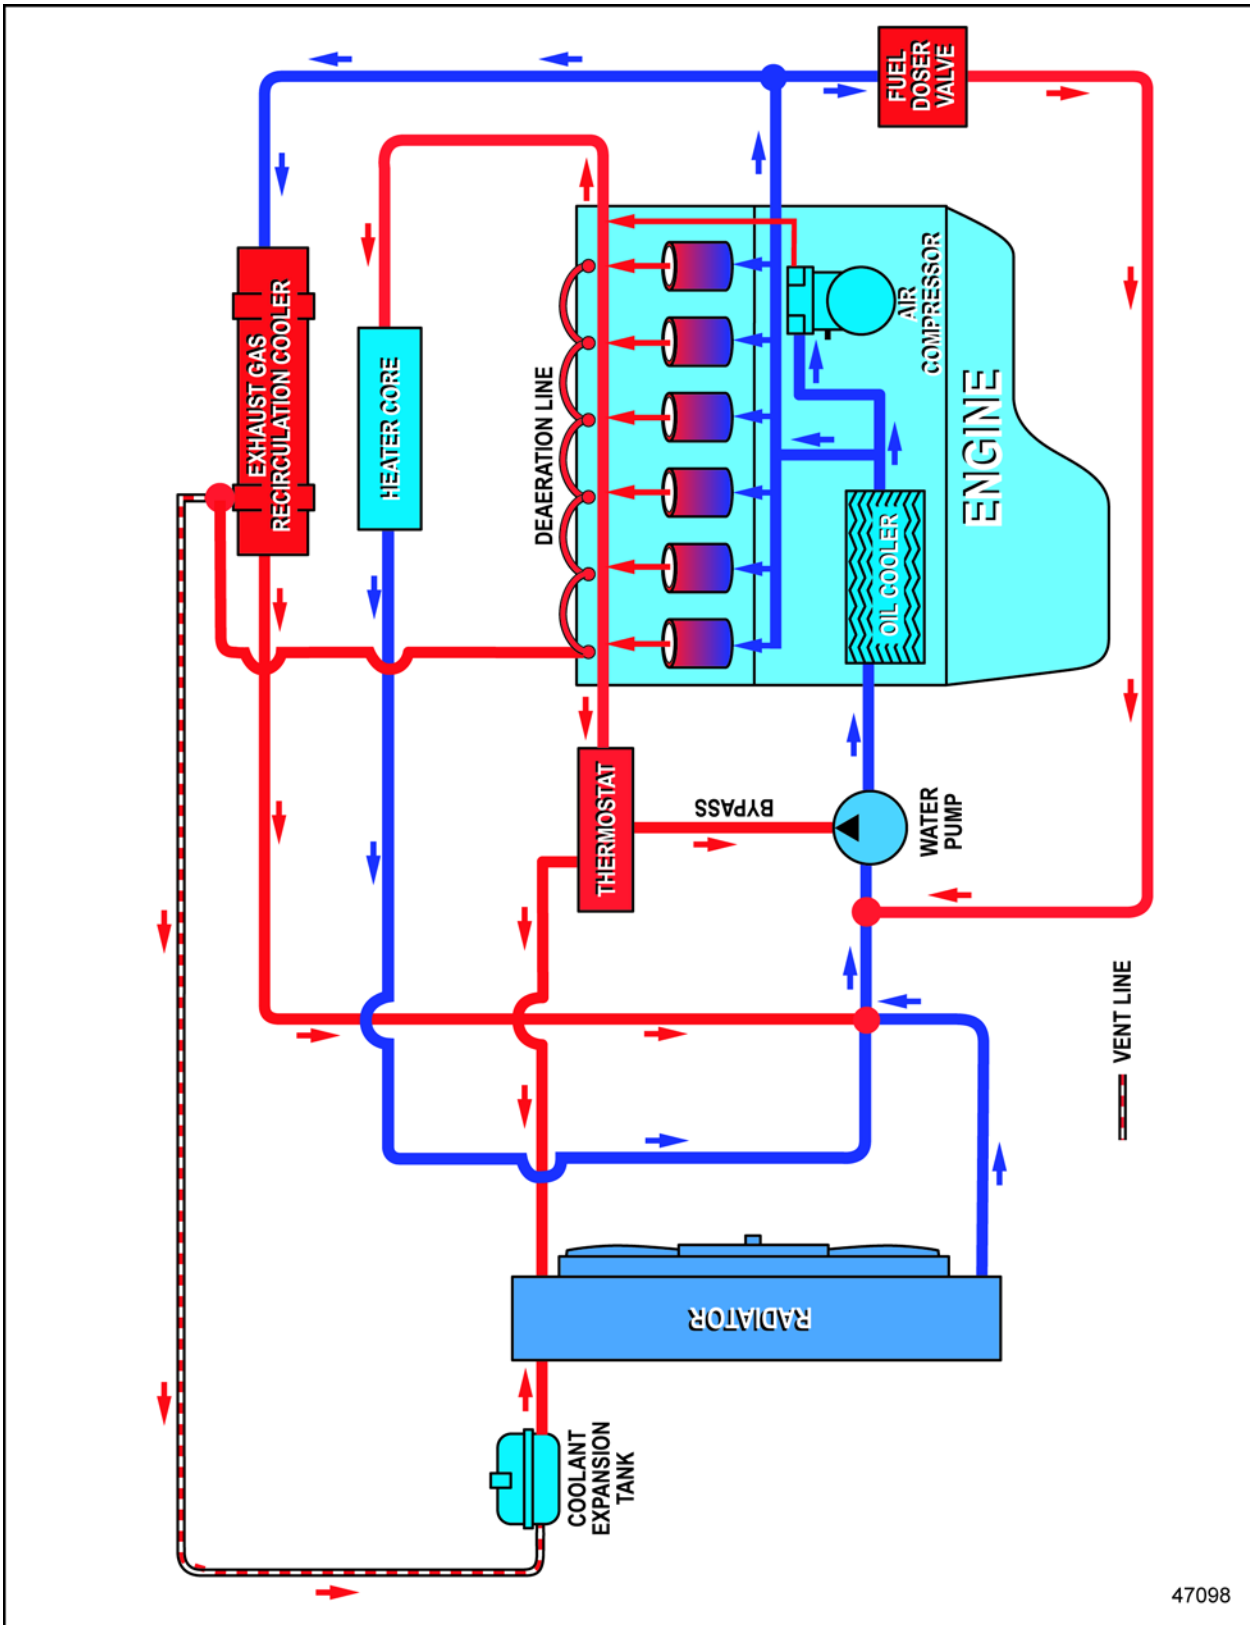 FUEL
DOSER
VALVE
EXHAUST GAS
RECIRCULATION COOLER
HEATER CORE
DEAERATION LINE
AIR
COMPRESSOR
ENGINE
OIL COOLER
THERMOSTAT
BYPASS
WATER
PUMP
VENT LINE
RADIATOR
COOLANT
EXPANSION
TANK
47098